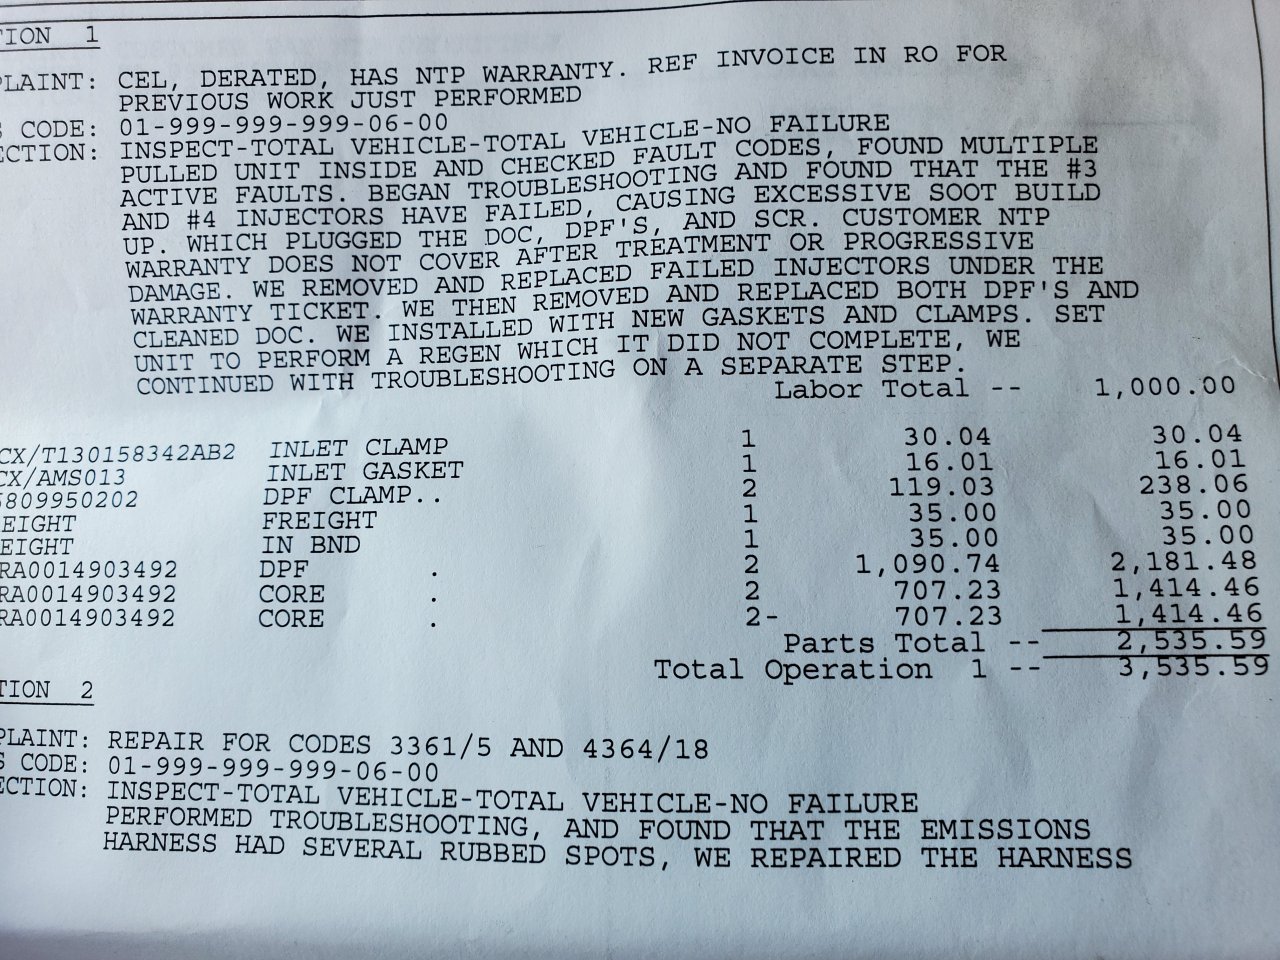 TION 1
PLAINT: CEL, DERATED, HAS NTP WARRANTY. REF INVOICE IN RO FOR
PREVIOUS WORK JUST PERFORMED
S CODE: 01-999-999-999-06-00
ECTION: INSPECT-TOTAL VEHICLE-TOTAL VEHICLE-NO FAILURE
PULLED UNIT INSIDE AND CHECKED FAULT CODES, FOUND MULTIPLE
ACTIVE FAULTS. BEGAN TROUBLESHOOTING AND FOUND THAT THE #3
AND #4 INJECTORS HAVE FAILED, CAUSING EXCESSIVE SOOT BUILD
UP. WHICH PLUGGED THE DOC, DPF'S, AND SCR. CUSTOMER NTP
WARRANTY DOES NOT COVER AFTER TREATMENT OR PROGRESSIVE
DAMAGE. WE REMOVED AND REPLACED FAILED INJECTORS UNDER THE
WARRANTY TICKET. WE THEN REMOVED AND REPLACED BOTH DPF'S AND
CLEANED DOC. WE INSTALLED WITH NEW GASKETS AND CLAMPS. SET
UNIT TO PERFORM A REGEN WHICH IT DID NOT COMPLETE, WE
CONTINUED WITH TROUBLESHOOTING ON A SEPARATE STEP.
Labor Total -- 1,000.00
CX/T130158342AB2 INLET CLAMP 1 30.04 30.04
CX/AMS013 INLET GASKET 1 16.01 16.01
809950202 DPF CLAMP.. 2 119.03 238.06
EIGHT FREIGHT 1 35.00 35.00
EIGHT IN BND 1 35.00 35.00
RA0014903492 DPF . 2 1,090.74 2,181.48
RA0014903492 CORE . 2 707.23 1,414.46
RA0014903492 CORE . 2- 707.23 1,414.46
Parts Total -- 2,535.59
Total Operation 1 -- 3,535.59
TION 2
PLAINT: REPAIR FOR CODES 3361/5 AND 4364/18
S CODE: 01-999-999-999-06-00
ECTION: INSPECT-TOTAL VEHICLE-TOTAL VEHICLE-NO FAILURE
PERFORMED TROUBLESHOOTING, AND FOUND THAT THE EMISSIONS
HARNESS HAD SEVERAL RUBBED SPOTS, WE REPAIRED THE HARNESS